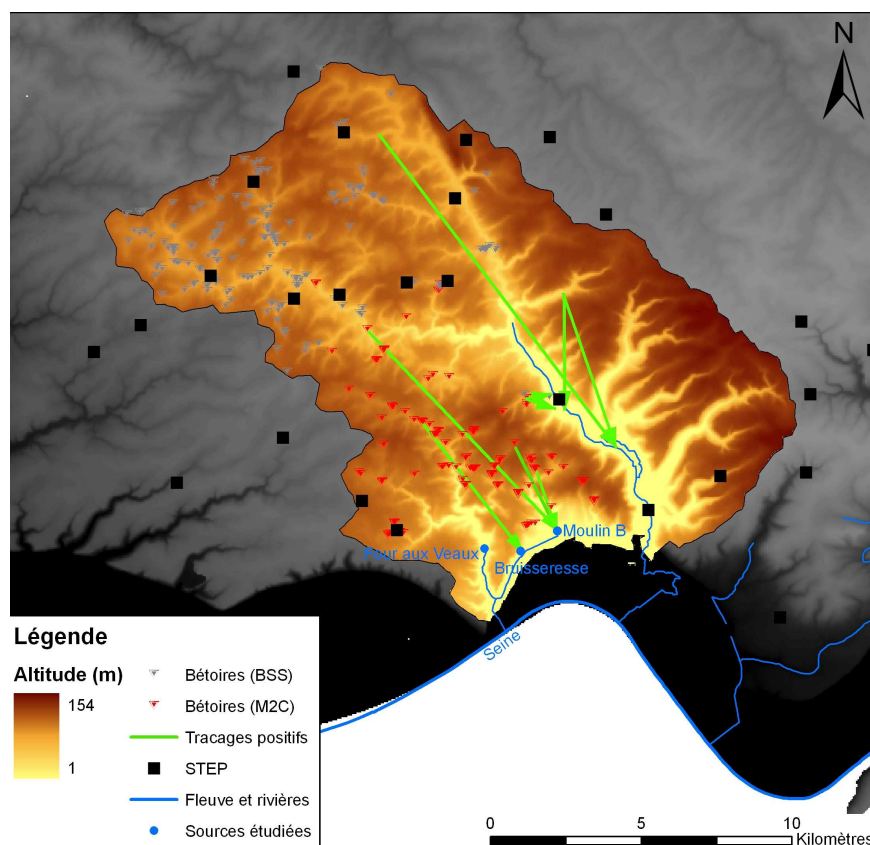 N
Moulin B
Four aux Veaux
Bruisseresse
Seine
Légende
Altitude (m)
154
1
Bétoires (BSS)
Bétoires (M2C)
Tracages positifs
STEP
Fleuve et rivières
Sources étudiées
0 5 10
Kilomètres